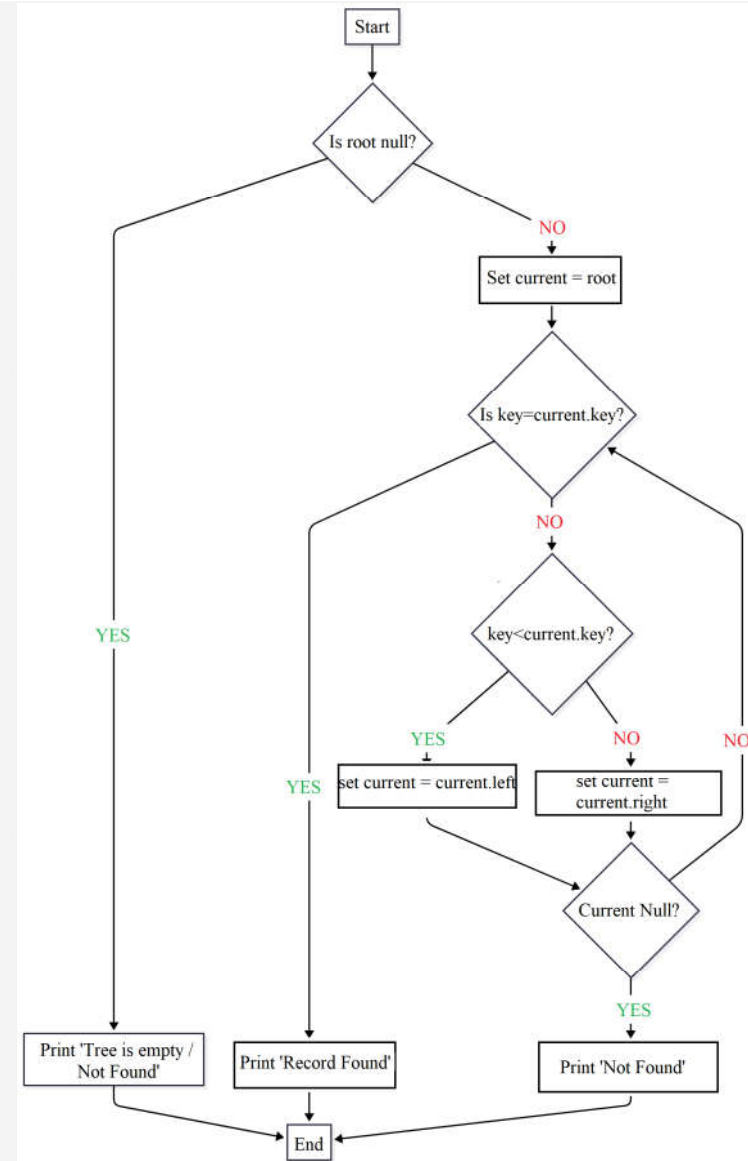 Start
Is root null?
NO
Set current = root
Is key=current.key?
NO
YES
key<current.key?
YES
NO
NO
YES
set current = current.left
set current =
current.right
Current Null?
YES
Print 'Tree is empty /
Not Found'
Print 'Record Found'
Print 'Not Found'
End